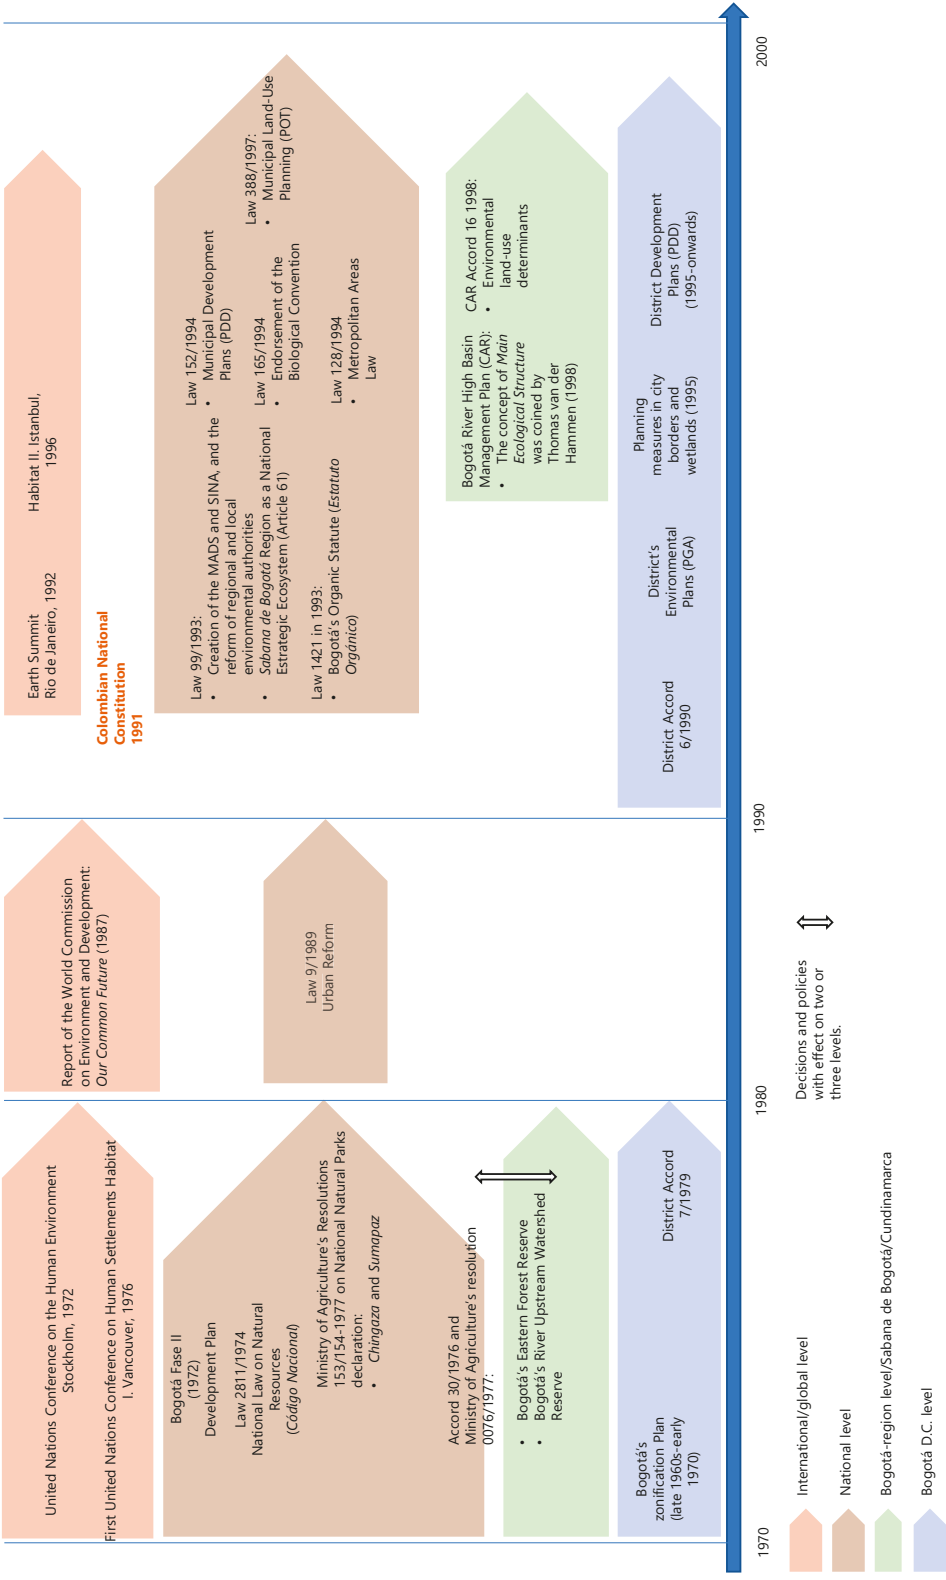 United Nations Conference on the Human Environment
Stockholm, 1972
First United Nations Conference on Human Settlements Habitat
I. Vancouver, 1976
Report of the World Commission
on Environment and Development:
Our Common Future (1987)
Earth Summit
Rio de Janeiro, 1992
Habitat II. Istanbul,
1996
Colombian National
Constitution
1991
Bogotá Fase II
(1972)
Development Plan
Law 2811/1974
National Law on Natural
Resources
(Código Nacional)
Ministry of Agriculture's Resolutions
153/154-1977 on National Natural Parks
declaration:
• Chingaza and Sumapaz
Accord 30/1976 and
Ministry of Agriculture's resolution
0076/1977:
Law 9/1989
Urban Reform
Law 99/1993:
• Creation of the MADS and SINA, and the
reform of regional and local
environmental authorities
• Sabana de Bogotá Region as a National
Estrategic Ecosystem (Article 61)
Law 1421 in 1993:
• Bogotá's Organic Statute (Estatuto
Orgánico)
Law 152/1994
• Municipal Development
Plans (PDD)
Law 165/1994
• Endorsement of the
Biological Convention
Law 128/1994
• Metropolitan Areas
Law
Law 388/1997:
• Municipal Land-Use
Planning (POT)
• Bogotá's Eastern Forest Reserve
• Bogotá's River Upstream Watershed
Reserve
Bogotá River High Basin
Management Plan (CAR):
• The concept of Main
Ecological Structure
was coined by
Thomas van der
Hammen (1998)
CAR Accord 16 1998:
• Environmental
land-use
determinants
Bogotá's
zonification Plan
(late 1960s-early
1970)
District Accord
7/1979
District Accord
6/1990
District's
Environmental
Plans (PGA)
Planning
measures in city
borders and
wetlands (1995)
District Development
Plans (PDD)
(1995-onwards)
1970
1980
1990
2000
International/global level
National level
Bogotá-region level/Sabana de Bogotá/Cundinamarca
Bogotá D.C. level
Decisions and policies
with effect on two or
three levels.